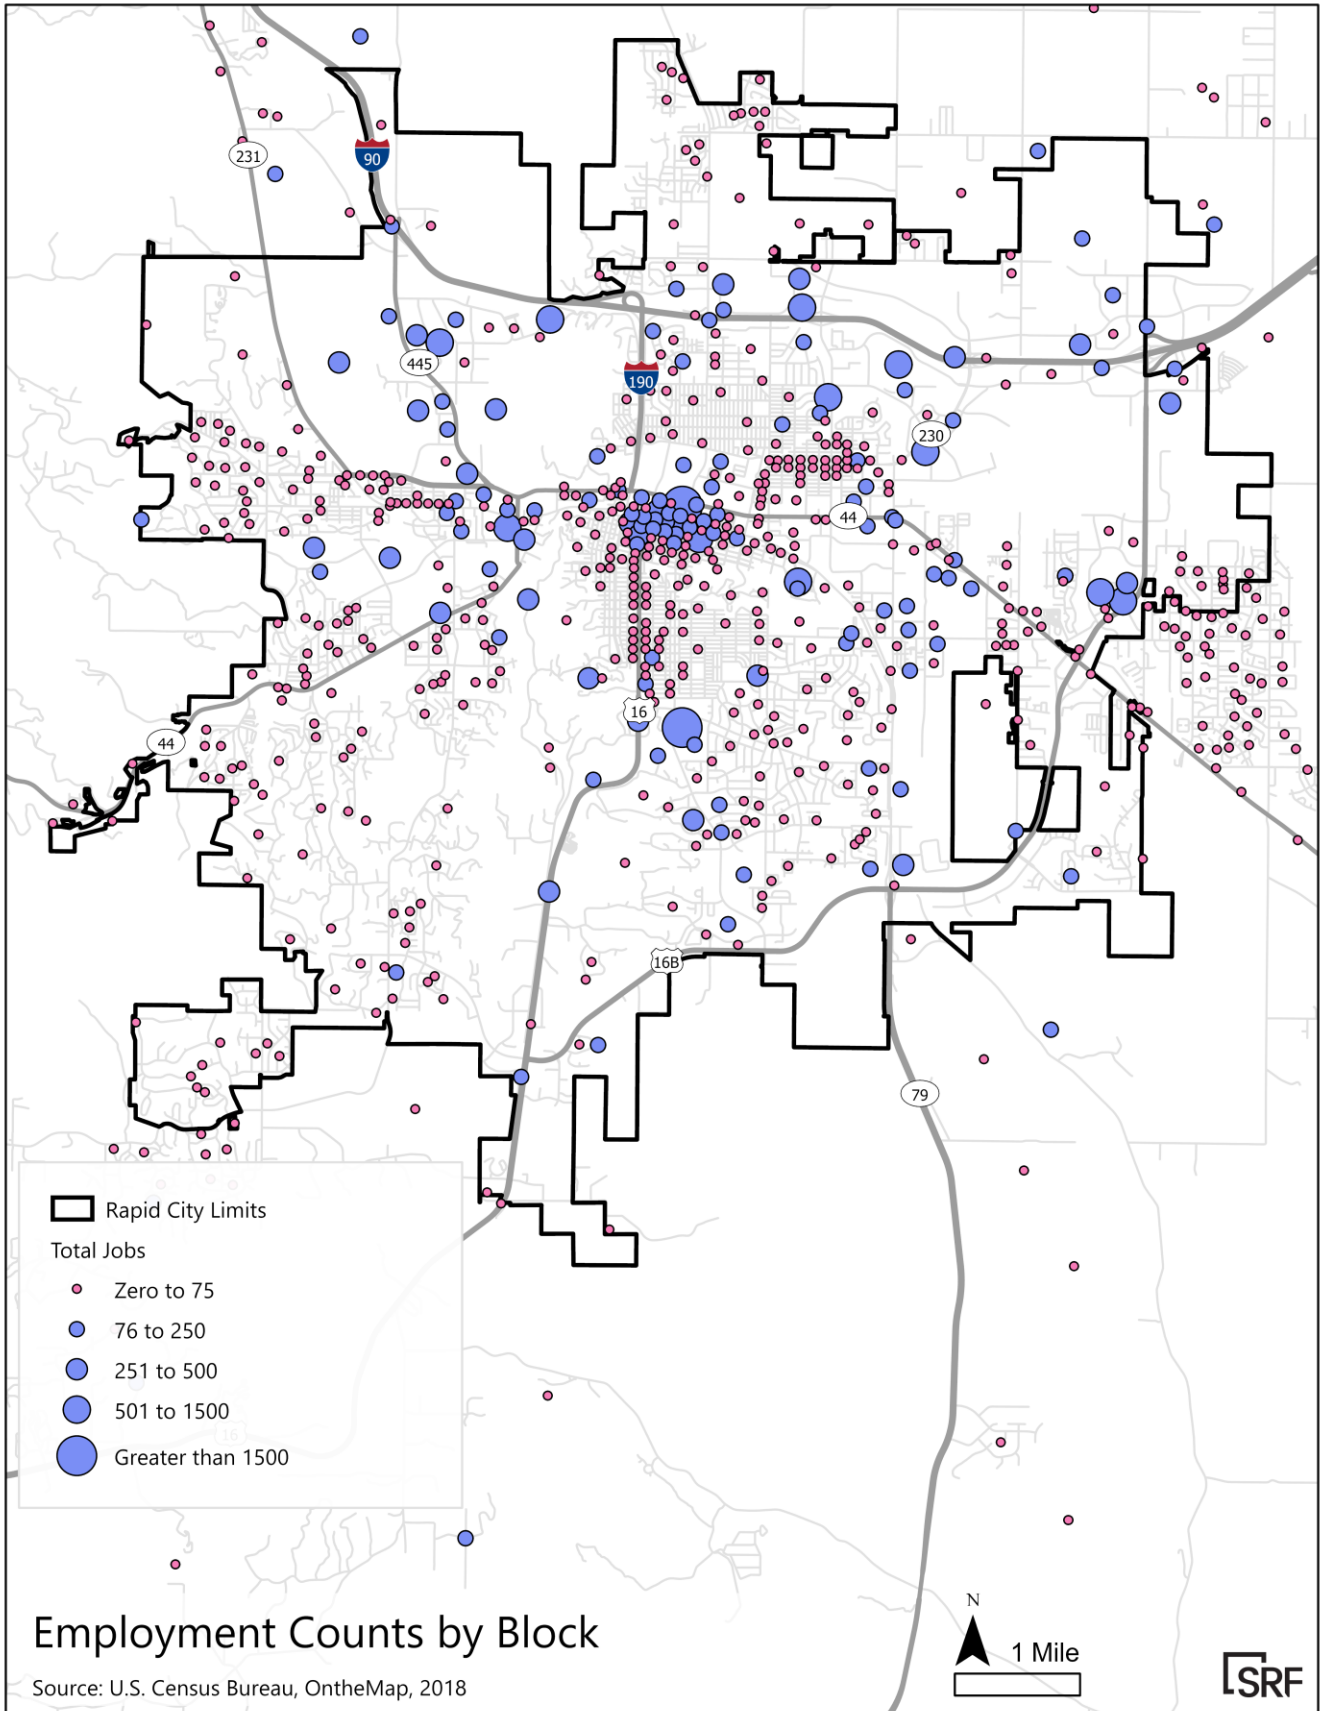 231
90
445
190
230
44
16
44
16B
79
Rapid City Limits
Total Jobs
Zero to 75
76 to 250
251 to 500
501 to 1500
16
Greater than 1500
N
Employment Counts by Block
1 Mile
Source: U.S. Census Bureau, OntheMap, 2018
SRF